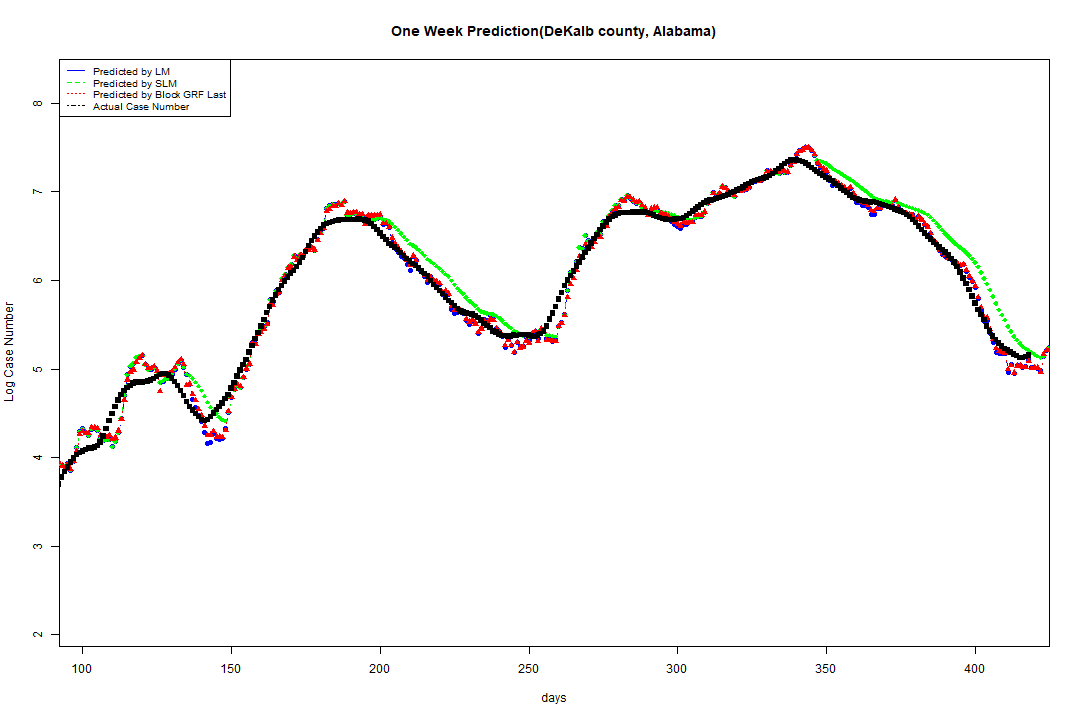 One Week Prediction(DeKalb county, Alabama)
Predicted by LM
Predicted by SLM
Predicted by Block GRF Last
Actual Case Number
8
7
6
5
4
3
2
Log Case Number
100 150 200 250 300 350 400
days